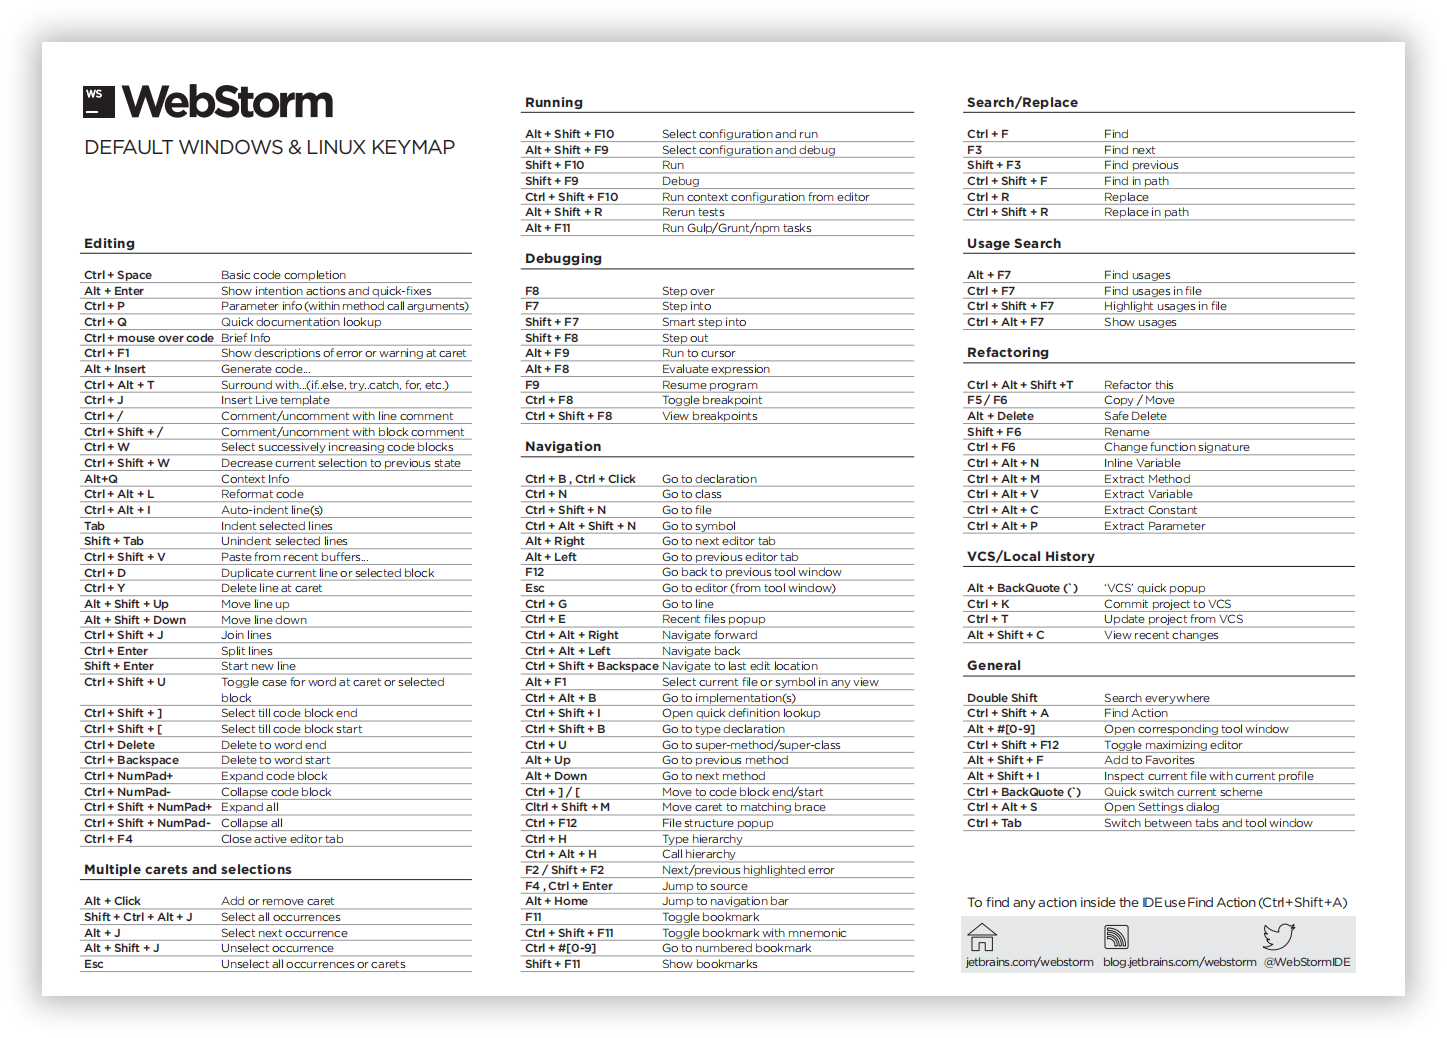 WS
WebStorm
DEFAULT WINDOWS & LINUX KEYMAP
Editing
Ctrl + Space Basic code completion
Alt + Enter Show intention actions and quick-fixes
Ctrl + P Parameter info (within method call arguments)
Ctrl + Q Quick documentation lookup
Ctrl + mouse over code Brief Info
Ctrl + F1 Show descriptions of error or warning at caret
Alt + Insert Generate code...
Ctrl + Alt + T Surround with...(if..else, try..catch, for, etc.)
Ctrl + J Insert Live template
Ctrl + / Comment/uncomment with line comment
Ctrl + Shift + / Comment/uncomment with block comment
Ctrl + W Select successively increasing code blocks
Ctrl + Shift + W Decrease current selection to previous state
Alt+Q Context Info
Ctrl + Alt + L Reformat code
Ctrl + Alt + I Auto-indent line(s)
Tab Indent selected lines
Shift + Tab Unindent selected lines
Ctrl + Shift + V Paste from recent buffers...
Ctrl + D Duplicate current line or selected block
Ctrl + Y Delete line at caret
Alt + Shift + Up Move line up
Alt + Shift + Down Move line down
Ctrl + Shift + J Join lines
Ctrl + Enter Split lines
Shift + Enter Start new line
Ctrl + Shift + U Toggle case for word at caret or selected
block
Ctrl + Shift + ] Select till code block end
Ctrl + Shift + [ Select till code block start
Ctrl + Delete Delete to word end
Ctrl + Backspace Delete to word start
Ctrl + NumPad+ Expand code block
Ctrl + NumPad- Collapse code block
Ctrl + Shift + NumPad+ Expand all
Ctrl + Shift + NumPad- Collapse all
Ctrl + F4 Close active editor tab
Multiple carets and selections
Alt + Click Add or remove caret
Shift + Ctrl + Alt + J Select all occurrences
Alt + J Select next occurrence
Alt + Shift + J Unselect occurrence
Esc Unselect all occurrences or carets
Running
Alt + Shift + F10 Select configuration and run
Alt + Shift + F9 Select configuration and debug
Shift + F10 Run
Shift + F9 Debug
Ctrl + Shift + F10 Run context configuration from editor
Alt + Shift + R Rerun tests
Alt + F11 Run Gulp/Grunt/npm tasks
Debugging
F8 Step over
F7 Step into
Shift + F7 Smart step into
Shift + F8 Step out
Alt + F9 Run to cursor
Alt + F8 Evaluate expression
F9 Resume program
Ctrl + F8 Toggle breakpoint
Ctrl + Shift + F8 View breakpoints
Navigation
Ctrl + B , Ctrl + Click Go to declaration
Ctrl + N Go to class
Ctrl + Shift + N Go to file
Ctrl + Alt + Shift + N Go to symbol
Alt + Right Go to next editor tab
Alt + Left Go to previous editor tab
F12 Go back to previous tool window
Esc Go to editor (from tool window)
Ctrl + G Go to line
Ctrl + E Recent files popup
Ctrl + Alt + Right Navigate forward
Ctrl + Alt + Left Navigate back
Ctrl + Shift + Backspace Navigate to last edit location
Alt + F1 Select current file or symbol in any view
Ctrl + Alt + B Go to implementation(s)
Ctrl + Shift + I Open quick definition lookup
Ctrl + Shift + B Go to type declaration
Ctrl + U Go to super-method/super-class
Alt + Up Go to previous method
Alt + Down Go to next method
Ctrl + ] / [ Move to code block end/start
Cltrl + Shift + M Move caret to matching brace
Ctrl + F12 File structure popup
Ctrl + H Type hierarchy
Ctrl + Alt + H Call hierarchy
F2 / Shift + F2 Next/previous highlighted error
F4 , Ctrl + Enter Jump to source
Alt + Home Jump to navigation bar
F11 Toggle bookmark
Ctrl + Shift + F11 Toggle bookmark with mnemonic
Ctrl + #[0-9] Go to numbered bookmark
Shift + F11 Show bookmarks
Search/Replace
Ctrl + F Find
F3 Find next
Shift + F3 Find previous
Ctrl + Shift + F Find in path
Ctrl + R Replace
Ctrl + Shift + R Replace in path
Usage Search
Alt + F7 Find usages
Ctrl + F7 Find usages in file
Ctrl + Shift + F7 Highlight usages in file
Ctrl + Alt + F7 Show usages
Refactoring
Ctrl + Alt + Shift +T Refactor this
F5 / F6 Copy / Move
Alt + Delete Safe Delete
Shift + F6 Rename
Ctrl + F6 Change function signature
Ctrl + Alt + N Inline Variable
Ctrl + Alt + M Extract Method
Ctrl + Alt + V Extract Variable
Ctrl + Alt + C Extract Constant
Ctrl + Alt + P Extract Parameter
VCS/Local History
Alt + BackQuote (`) ‘VCS’ quick popup
Ctrl + K Commit project to VCS
Ctrl + T Update project from VCS
Alt + Shift + C View recent changes
General
Double Shift Search everywhere
Ctrl + Shift + A Find Action
Alt + #[0-9] Open corresponding tool window
Ctrl + Shift + F12 Toggle maximizing editor
Alt + Shift + F Add to Favorites
Alt + Shift + I Inspect current file with current profile
Ctrl + BackQuote (`) Quick switch current scheme
Ctrl + Alt + S Open Settings dialog
Ctrl + Tab Switch between tabs and tool window
To find any action inside the IDE use Find Action (Ctrl+Shift+A)
jetbrains.com/webstorm blog.jetbrains.com/webstorm @WebStormIDE